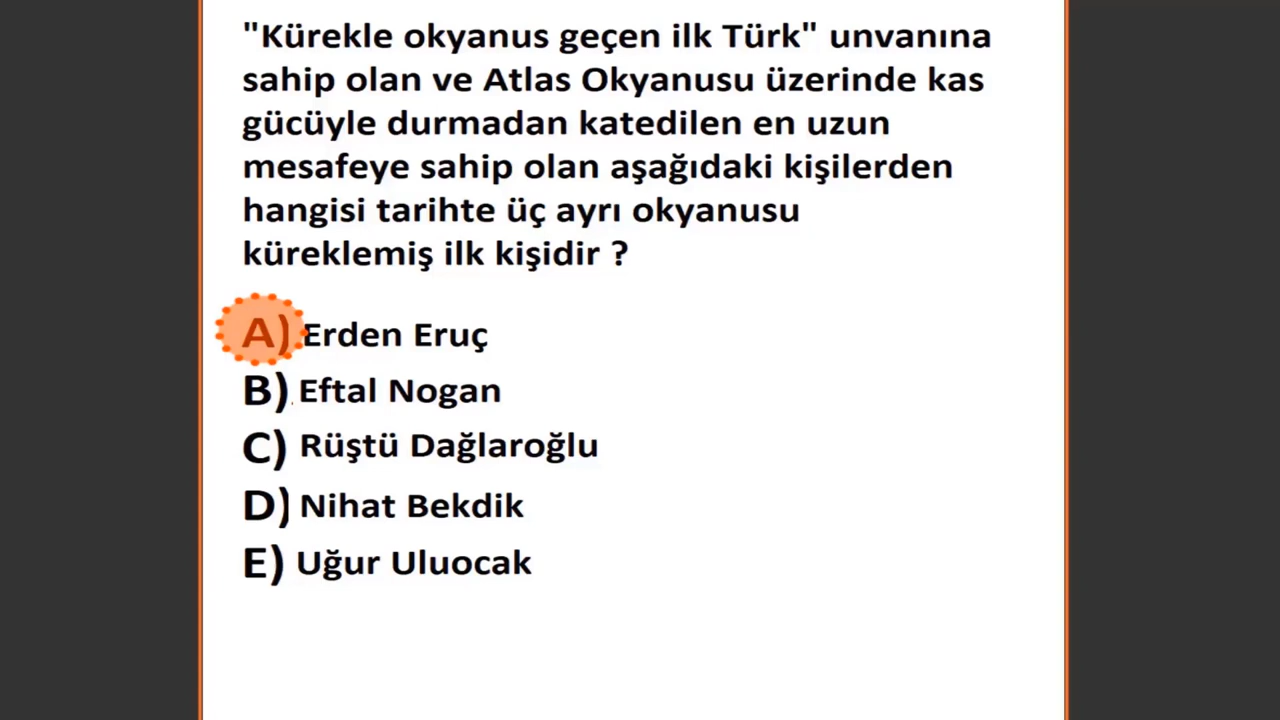 "Kürekle okyanus geçen ilk Türk" unvanına
sahip olan ve Atlas Okyanusu üzerinde kas
gücüyle durmadan katedilen en uzun
mesafeye sahip olan aşağıdaki kişilerden
hangisi tarihte üç ayrı okyanusu
küreklemiş ilk kişidir ?
A) Erden Eruç
B) Eftal Nogan
C) Rüştü Dağlaroğlu
D) Nihat Bekdik
E) Uğur Uluocak